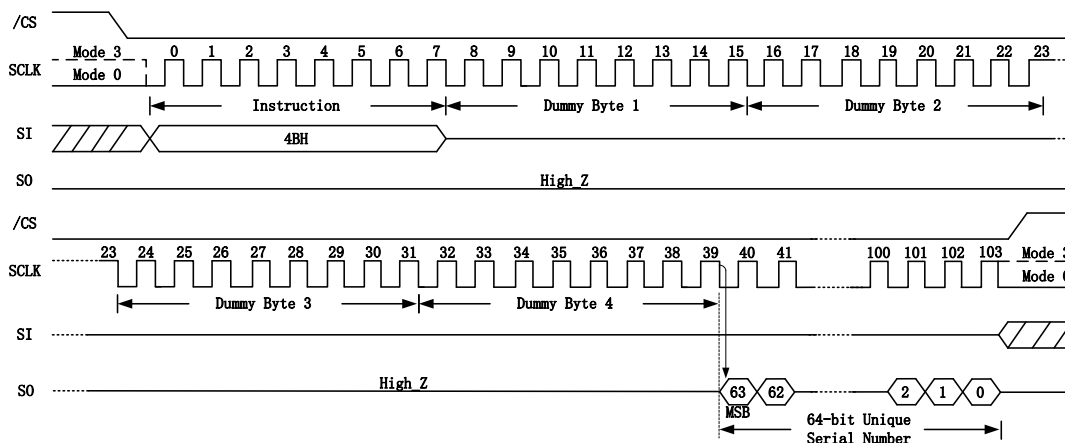 /CS
Mode 3 0 1 2 3 4 5 6 7 8 9 10 11 12 13 14 15 16 17 18 19 20 21 22 23
SCLK
Mode 0
Instruction Dummy Byte 1 Dummy Byte 2
SI
4BH
SO
High_Z
/CS
23 24 25 26 27 28 29 30 31 32 33 34 35 36 37 38 39 40 41 100 101 102 103 Mode 3
SCLK
Mode 0
Dummy Byte 3 Dummy Byte 4
SI
SO
High_Z
63 62 2 1 0
MSB
64-bit Unique
Serial Number